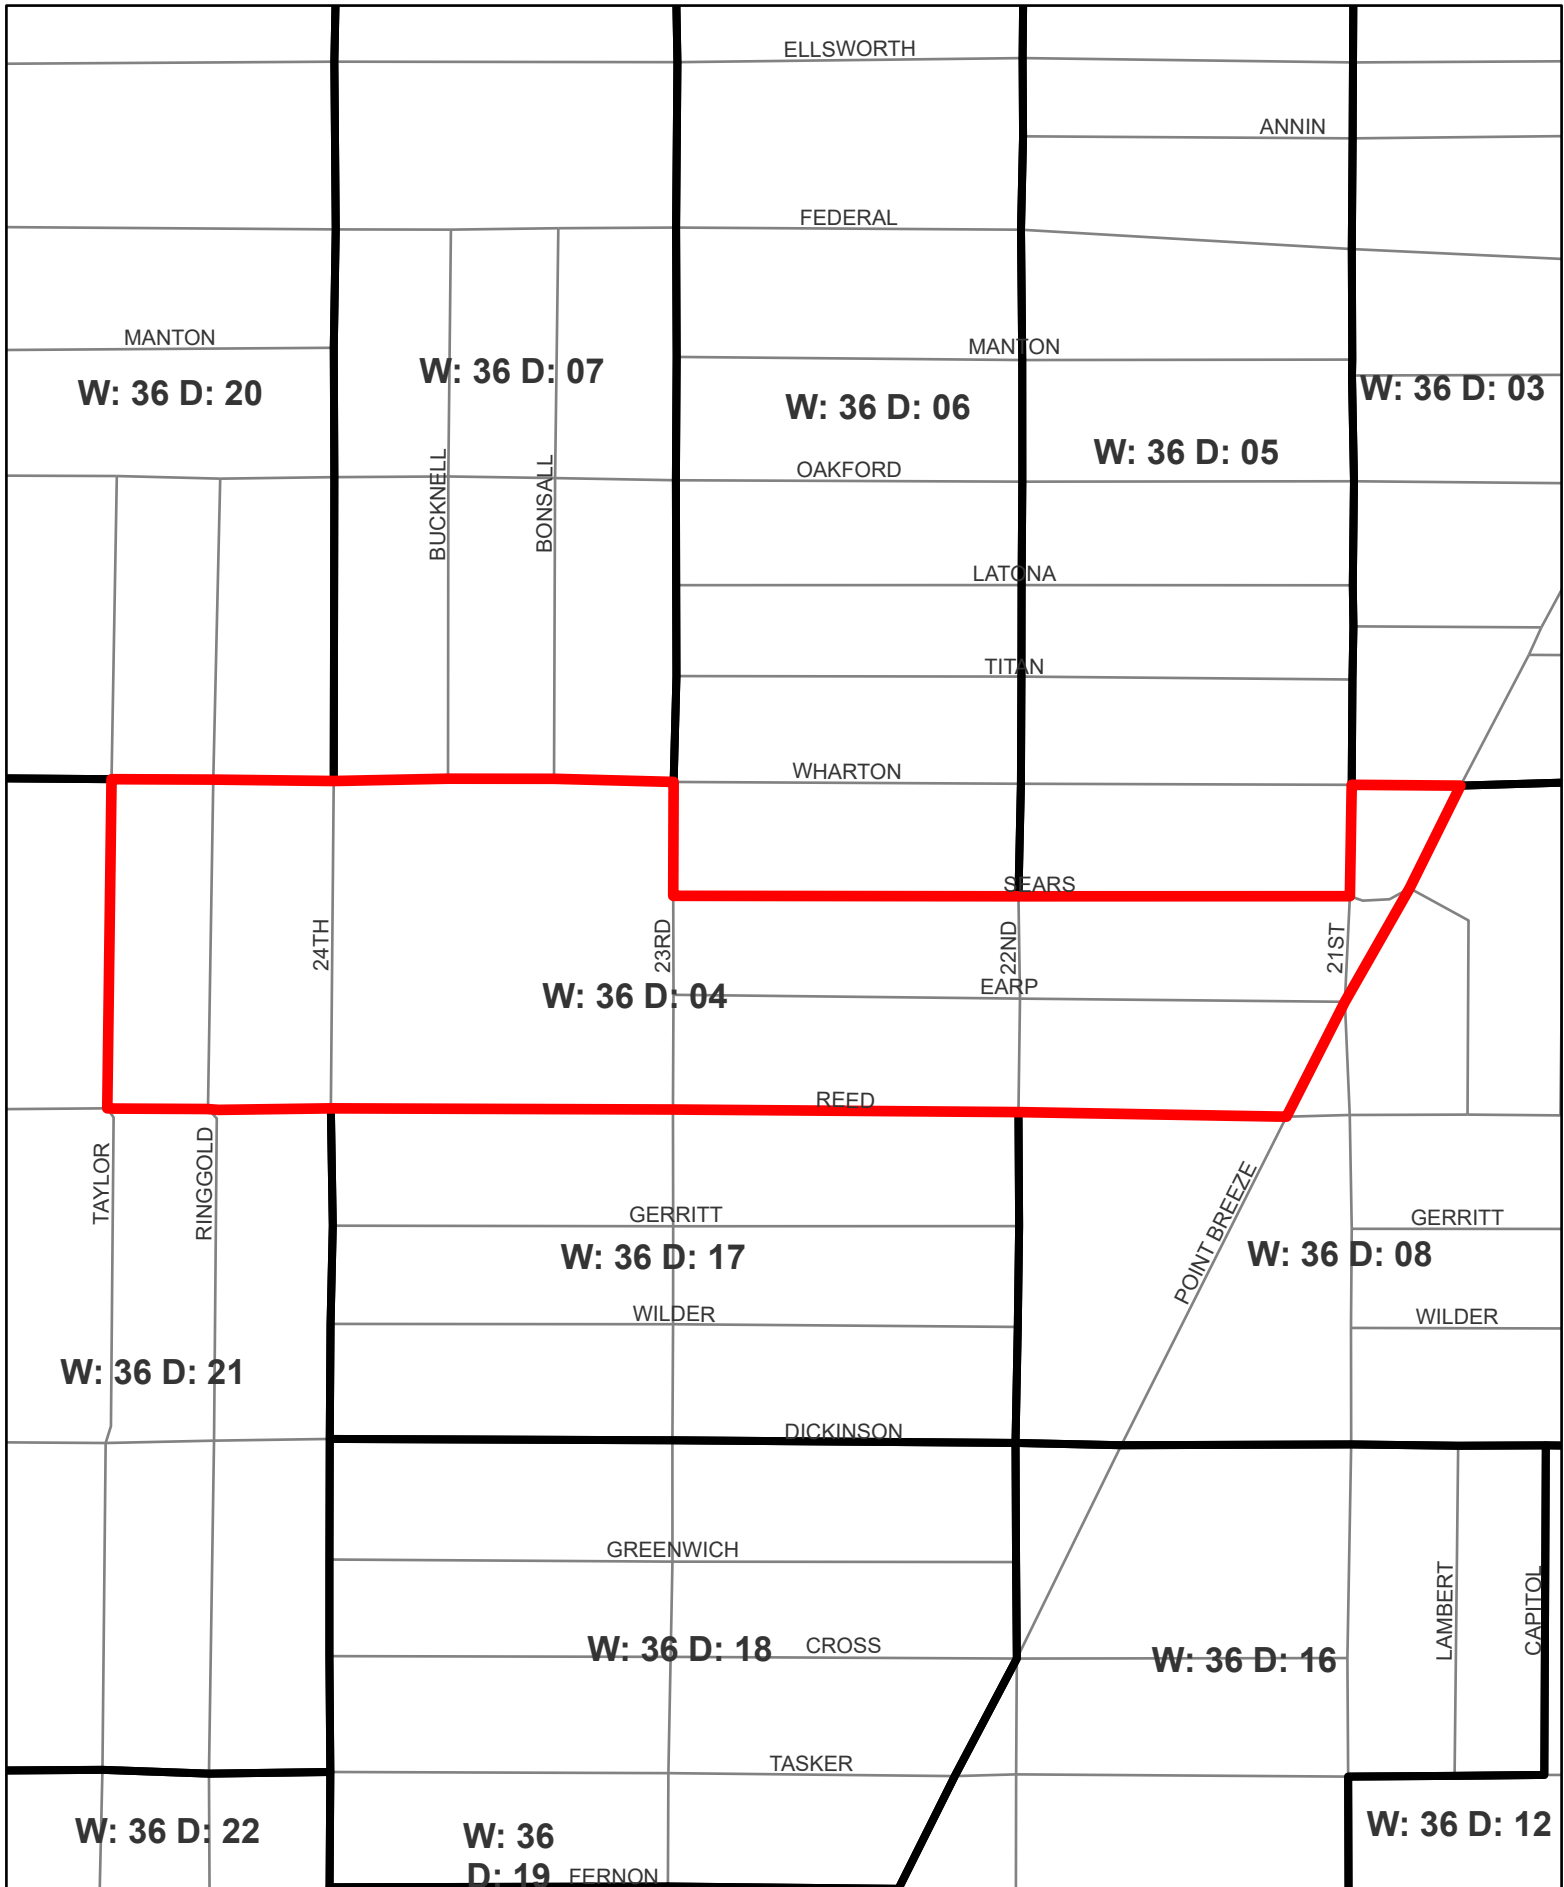 ELLSWORTH
ANNIN
FEDERAL
MANTON
MANTON
W: 36 D: 20
W: 36 D: 07
W: 36 D: 06
W: 36 D: 03
W: 36 D: 05
OAKFORD
BUCKNELL
BONSALL
LATONA
TITAN
WHARTON
SEARS
24TH
23RD
22ND
21ST
W: 36 D: 04
EARP
REED
TAYLOR
RINGGOLD
POINT BREEZE
GERRITT
GERRITT
W: 36 D: 17
W: 36 D: 08
WILDER
WILDER
W: 36 D: 21
DICKINSON
GREENWICH
LAMBERT
CAPITOL
W: 36 D: 18
CROSS
W: 36 D: 16
TASKER
W: 36 D: 22
W: 36
D: 19
FERNON
W: 36 D: 12